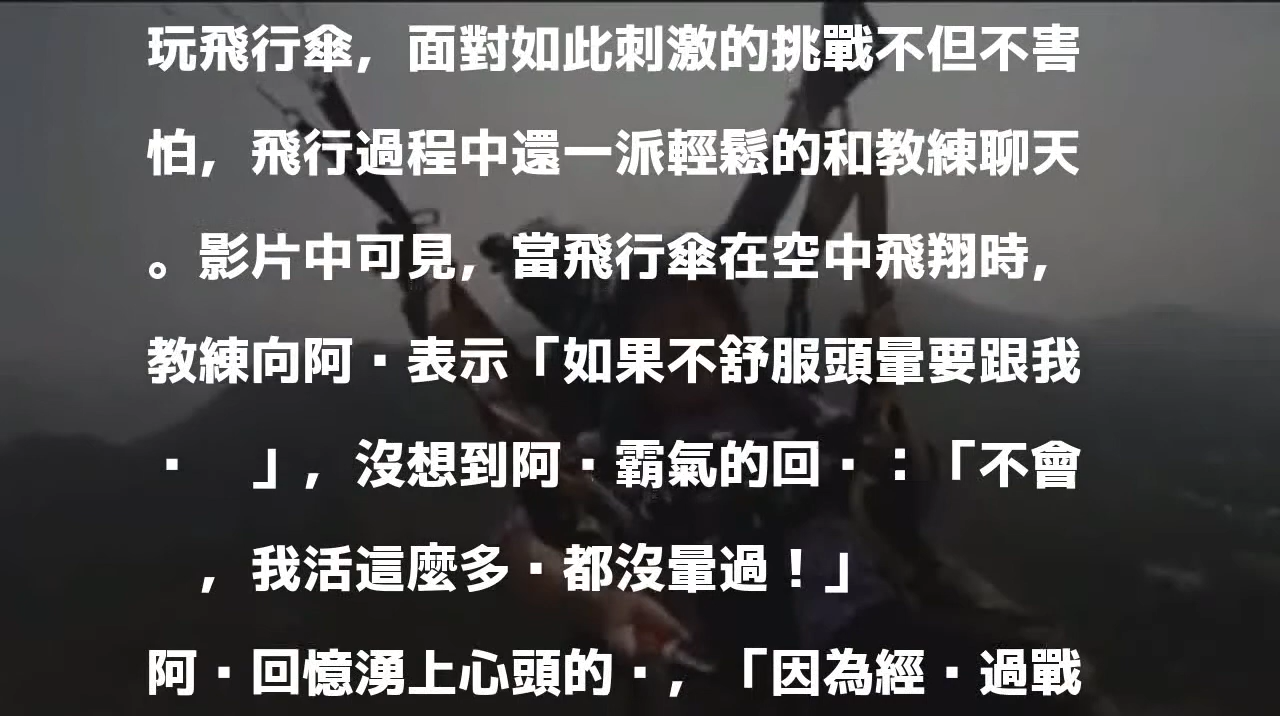 玩飛行傘，面對如此刺激的挑戰不但不害
怕，飛行過程中還一派輕鬆的和教練聊天
。影片中可見，當飛行傘在空中飛翔時，
教練向阿▪表示「如果不舒服頭暈要跟我
▪　」，沒想到阿▪霸氣的回▪：「不會
　，我活這麼多▪都沒暈過！」
阿▪回憶湧上心頭的▪，「因為經▪過戰